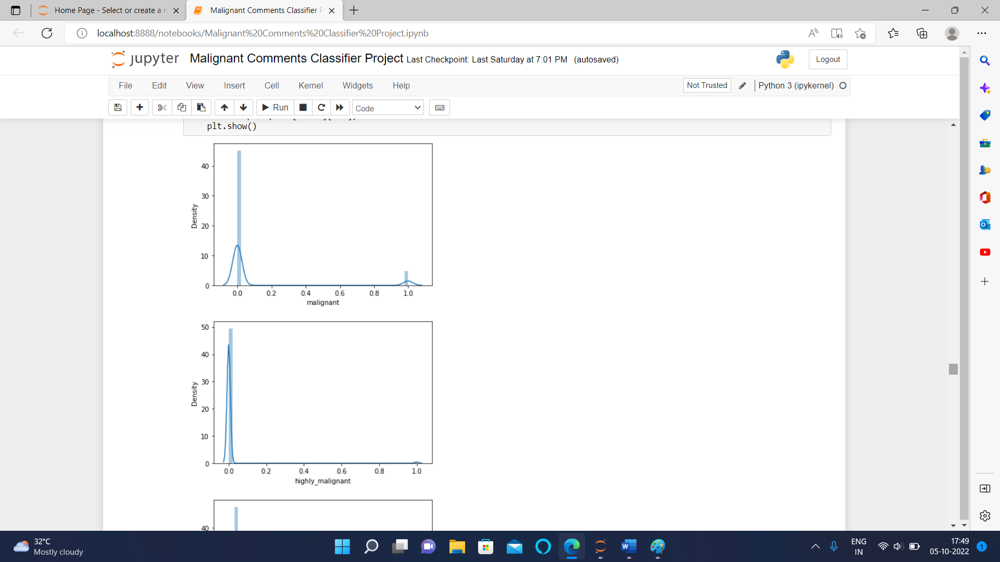 Home Page - Select or create a n
Malignant Comments Classifier P
localhost:8888/notebooks/Malignant%20Comments%20Classifier%20Project.ipynb
jupyter Malignant Comments Classifier Project Last Checkpoint: Last Saturday at 7:01 PM (autosaved)
Logout
File Edit View Insert Cell Kernel Widgets Help
Not Trusted
Python 3 (ipykernel)
Run
Code
plt.show()
40
30
20
10
0
Density
0.0 0.2 0.4 0.6 0.8 1.0
malignant
50
40
30
20
10
0
Density
0.0 0.2 0.4 0.6 0.8 1.0
highly_malignant
40
32°C
Mostly cloudy
ENG
IN
17:49
05-10-2022
1